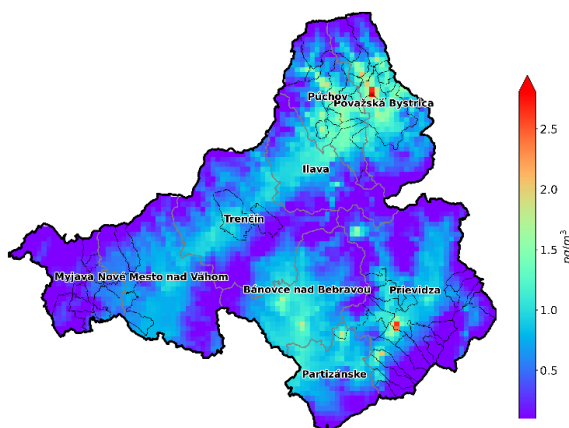 Púchov
Považská Bystrica
Ilava
Trenčín
Myjava Nové Mesto nad Váhom
Bánovce nad Bebravou
Prievidza
Partizánske
2.5
2.0
1.5
1.0
0.5
ng/m³